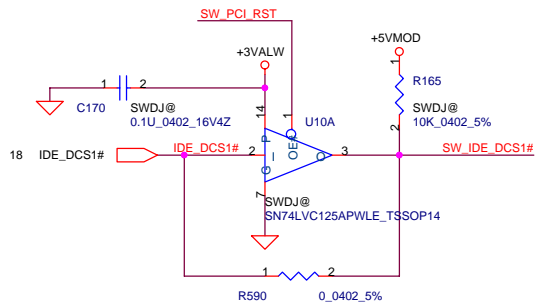 SW_PCI_RST
+5VMOD
+3VALW
1
1 2
R165
C170
SWDJ@
0.1U_0402_16V4Z
14
1
U10A
SWDJ@
10K_0402_5%
2
P
OE#
18 IDE_DCS1#
IDE_DCS1#
2
I
O
3
SW_IDE_DCS1#
G
7
SWDJ@
SN74LVC125APWLE_TSSOP14
1 2
R590
0_0402_5%